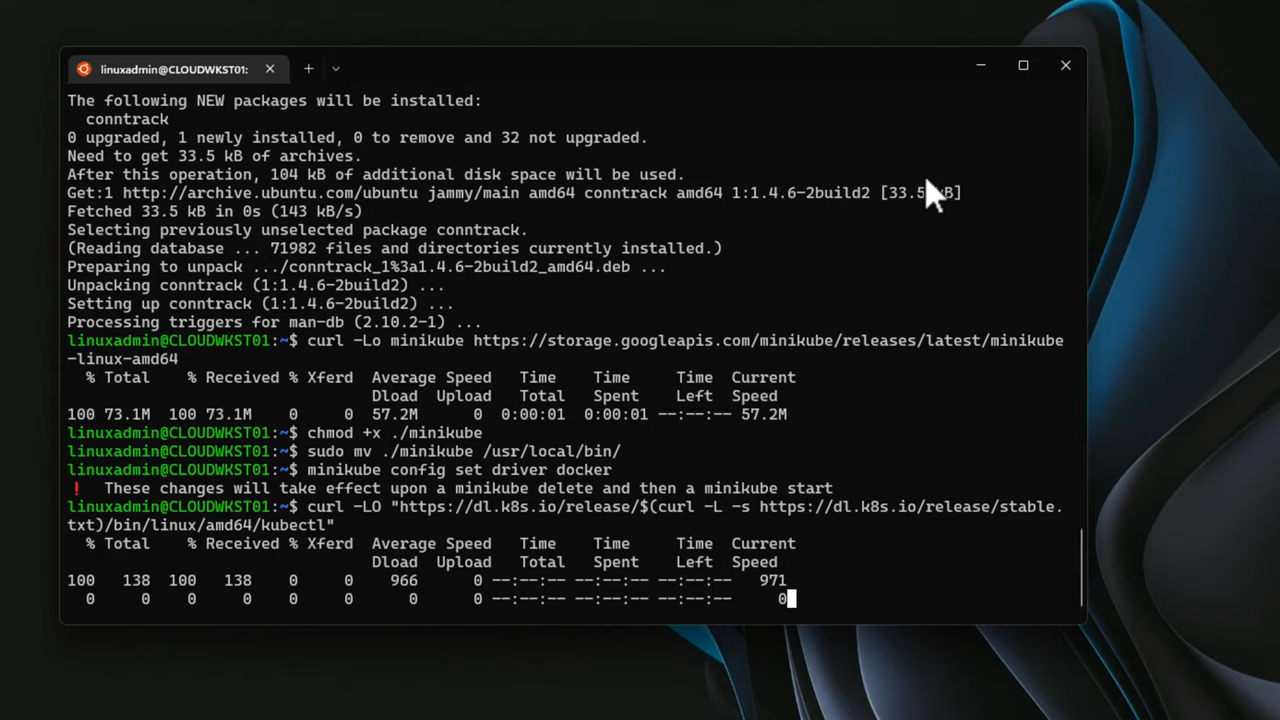 linuxadmin@CLOUDWKST01:
The following NEW packages will be installed:
conntrack
0 upgraded, 1 newly installed, 0 to remove and 32 not upgraded.
Need to get 33.5 kB of archives.
After this operation, 104 kB of additional disk space will be used.
Get:1 http://archive.ubuntu.com/ubuntu jammy/main amd64 conntrack amd64 1:1.4.6-2build2 [33.5 kB]
Fetched 33.5 kB in 0s (143 kB/s)
Selecting previously unselected package conntrack.
(Reading database ... 71982 files and directories currently installed.)
Preparing to unpack .../conntrack_1%3a1.4.6-2build2_amd64.deb ...
Unpacking conntrack (1:1.4.6-2build2) ...
Setting up conntrack (1:1.4.6-2build2) ...
Processing triggers for man-db (2.10.2-1) ...
linuxadmin@CLOUDWKST01:~$ curl -Lo minikube https://storage.googleapis.com/minikube/releases/latest/minikube
-linux-amd64
% Total % Received % Xferd Average Speed Time Time Time Current
Dload Upload Total Spent Left Speed
100 73.1M 100 73.1M 0 0 57.2M 0 0:00:01 0:00:01 --:--:-- 57.2M
linuxadmin@CLOUDWKST01:~$ chmod +x ./minikube
linuxadmin@CLOUDWKST01:~$ sudo mv ./minikube /usr/local/bin/
linuxadmin@CLOUDWKST01:~$ minikube config set driver docker
❗ These changes will take effect upon a minikube delete and then a minikube start
linuxadmin@CLOUDWKST01:~$ curl -LO "https://dl.k8s.io/release/$(curl -L -s https://dl.k8s.io/release/stable.
txt)/bin/linux/amd64/kubectl"
% Total % Received % Xferd Average Speed Time Time Time Current
Dload Upload Total Spent Left Speed
100 138 100 138 0 0 966 0 --:--:-- --:--:-- --:--:-- 971
0 0 0 0 0 0 0 0 --:--:-- --:--:-- --:--:-- 0